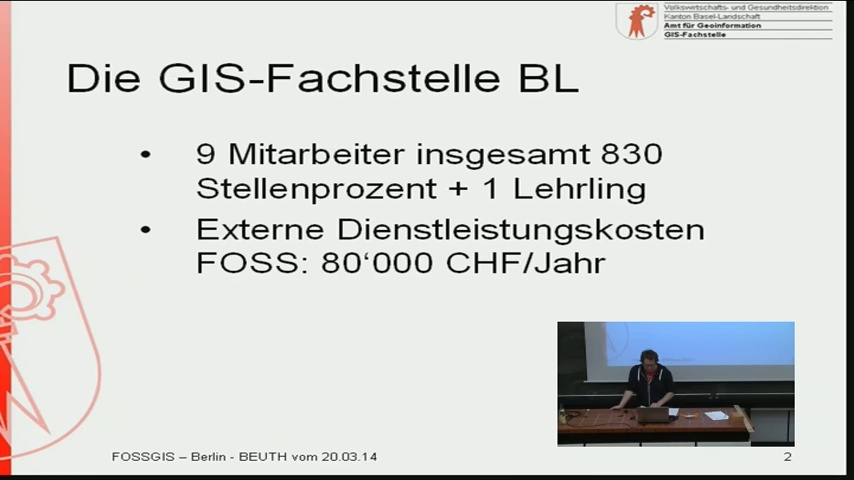 Volkswirtschafts- und Gesundheitsdirektion
Kanton Basel-Landschaft
Amt für Geoinformation
GIS-Fachstelle
Die GIS-Fachstelle BL
• 9 Mitarbeiter insgesamt 830
Stellenprozent + 1 Lehrling
• Externe Dienstleistungskosten
FOSS: 80‘000 CHF/Jahr
FOSSGIS – Berlin - BEUTH vom 20.03.14
2